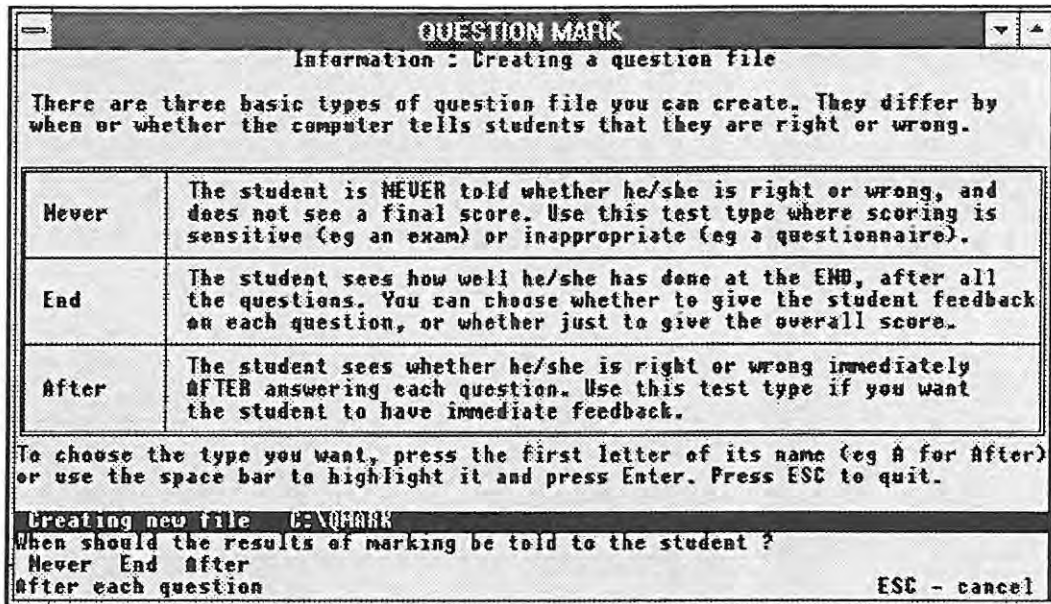 QUESTION MARK
Information : Creating a question file
There are three basic types of question file you can create. They differ by
when or whether the computer tells students that they are right or wrong.
Never
The student is NEVER told whether he/she is right or wrong, and
does not see a final score. Use this test type where scoring is
sensitive (eg an exam) or inappropriate (eg a questionnaire).
End
The student sees how well he/she has done at the END, after all
the questions. You can choose whether to give the student feedback
on each question, or whether just to give the overall score.
After
The student sees whether he/she is right or wrong immediately
AFTER answering each question. Use this test type if you want
the student to have immediate feedback.
To choose the type you want, press the first letter of its name (eg A for After)
or use the space bar to highlight it and press Enter. Press ESC to quit.
Creating new file C:\QMARK
When should the results of marking be told to the student ?
Never End After
After each question ESC - cancel